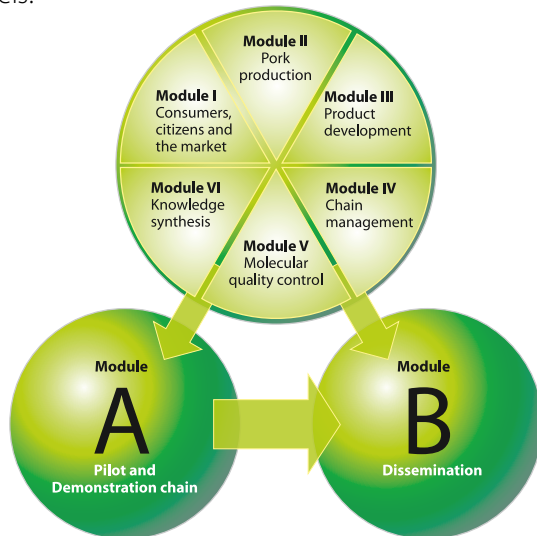 Module II
Pork
production
Module I
Consumers,
citizens and
the market
Module III
Product
development
Module VI
Knowledge
synthesis
Module IV
Chain
management
Module V
Molecular
quality control
Module
A
Pilot and
Demonstration chain
Module
B
Dissemination